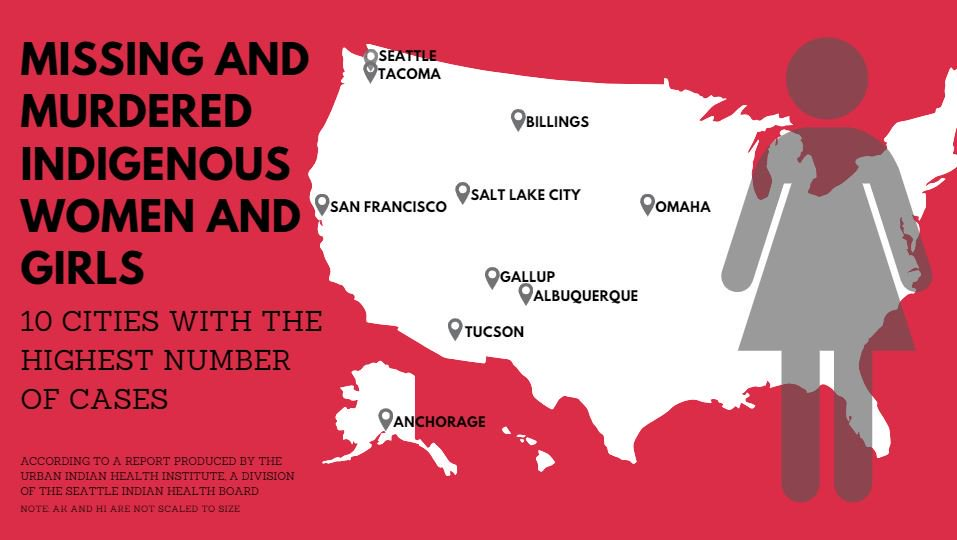 MISSING AND
MURDERED
INDIGENOUS
WOMEN AND
GIRLS
10 CITIES WITH THE
HIGHEST NUMBER
OF CASES
ACCORDING TO A REPORT PRODUCED BY THE
URBAN INDIAN HEALTH INSTITUTE, A DIVISION
OF THE SEATTLE INDIAN HEALTH BOARD
NOTE: AK AND HI ARE NOT SCALED TO SIZE
SEATTLE
TACOMA
BILLINGS
SALT LAKE CITY
SAN FRANCISCO
OMAHA
GALLUP
ALBUQUERQUE
TUCSON
ANCHORAGE